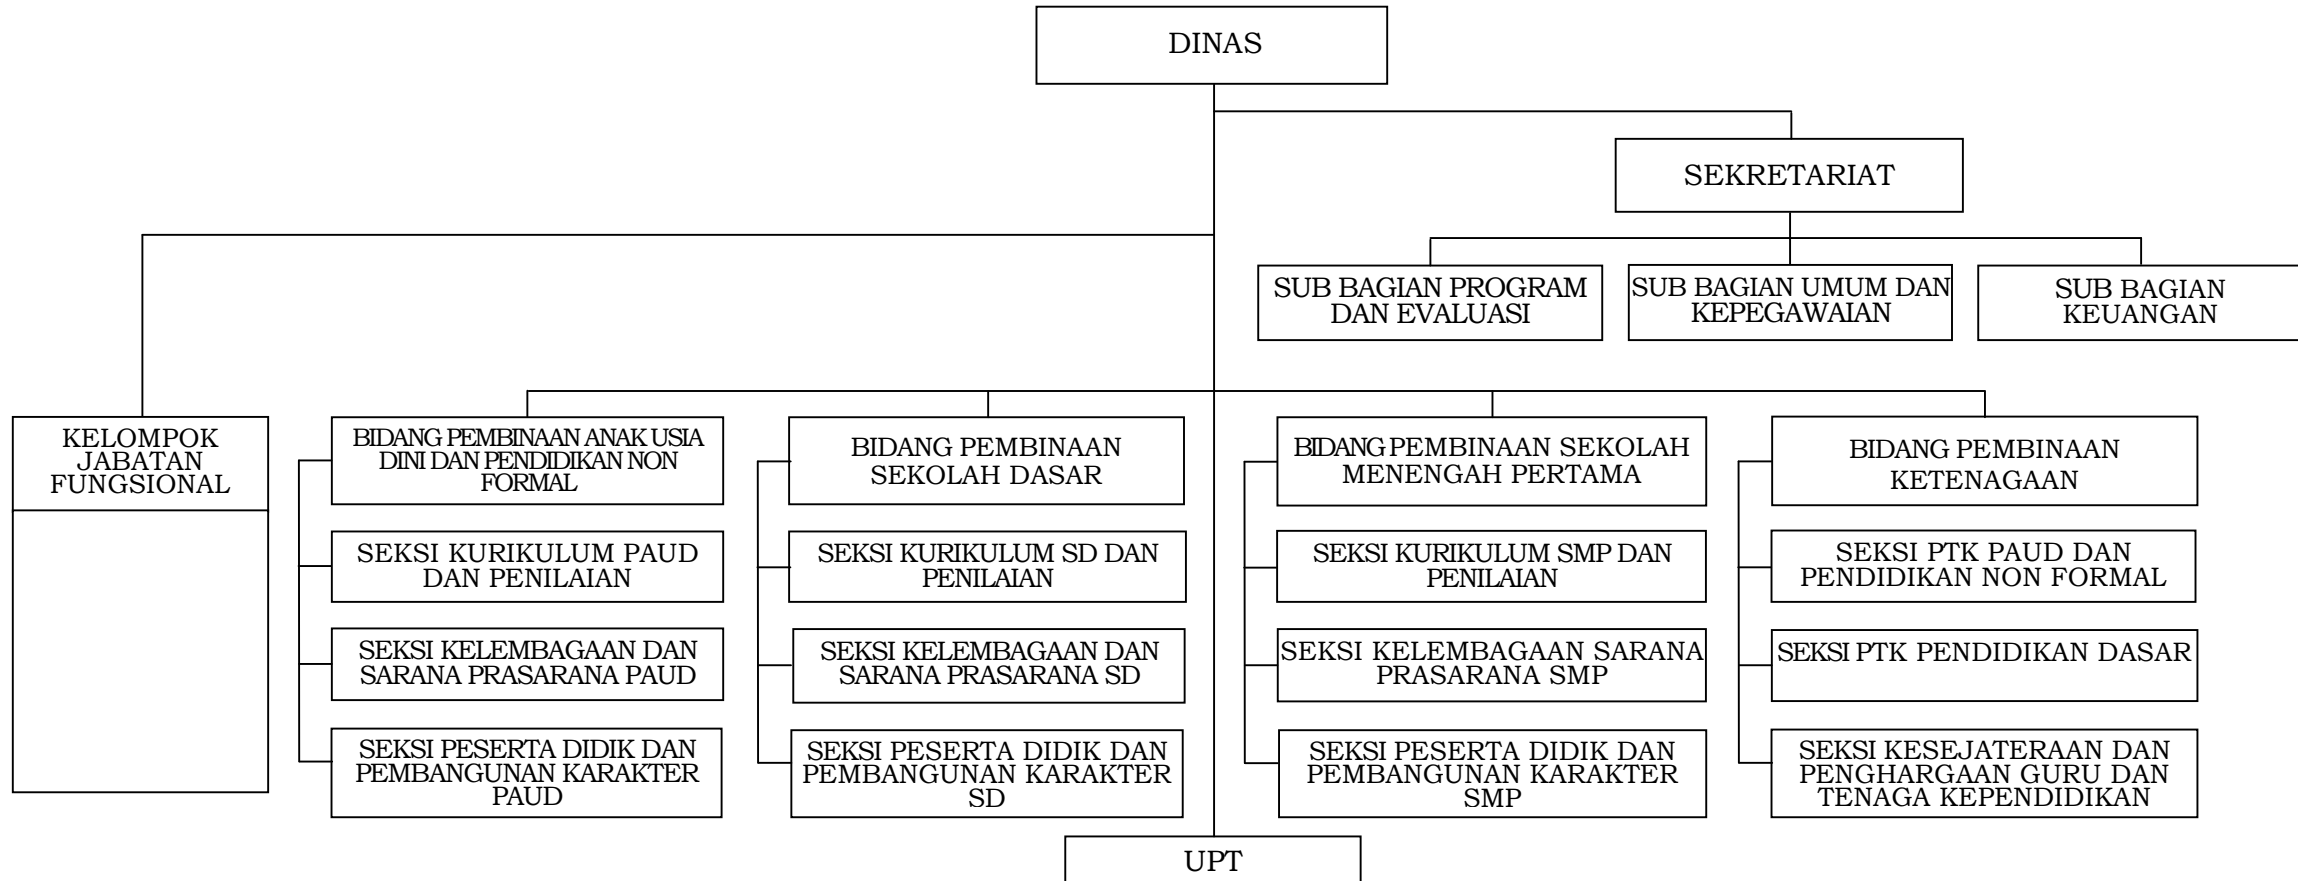 DINAS
SEKRETARIAT
SUB BAGIAN PROGRAM
DAN EVALUASI
SUB BAGIAN UMUM DAN
KEPEGAWAIAN
SUB BAGIAN
KEUANGAN
KELOMPOK
JABATAN
FUNGSIONAL
BIDANG PEMBINAAN ANAK USIA
DINI DAN PENDIDIKAN NON
FORMAL
BIDANG PEMBINAAN
SEKOLAH DASAR
BIDANG PEMBINAAN SEKOLAH
MENENGAH PERTAMA
BIDANG PEMBINAAN
KETENAGAAN
SEKSI KURIKULUM PAUD
DAN PENILAIAN
SEKSI KURIKULUM SD DAN
PENILAIAN
SEKSI KURIKULUM SMP DAN
PENILAIAN
SEKSI PTK PAUD DAN
PENDIDIKAN NON FORMAL
SEKSI KELEMBAGAAN DAN
SARANA PRASARANA PAUD
SEKSI KELEMBAGAAN DAN
SARANA PRASARANA SD
SEKSI KELEMBAGAAN SARANA
PRASARANA SMP
SEKSI PTK PENDIDIKAN DASAR
SEKSI PESERTA DIDIK DAN
PEMBANGUNAN KARAKTER
PAUD
SEKSI PESERTA DIDIK DAN
PEMBANGUNAN KARAKTER
SD
SEKSI PESERTA DIDIK DAN
PEMBANGUNAN KARAKTER
SMP
SEKSI KESEJATERAAN DAN
PENGHARGAAN GURU DAN
TENAGA KEPENDIDIKAN
UPT